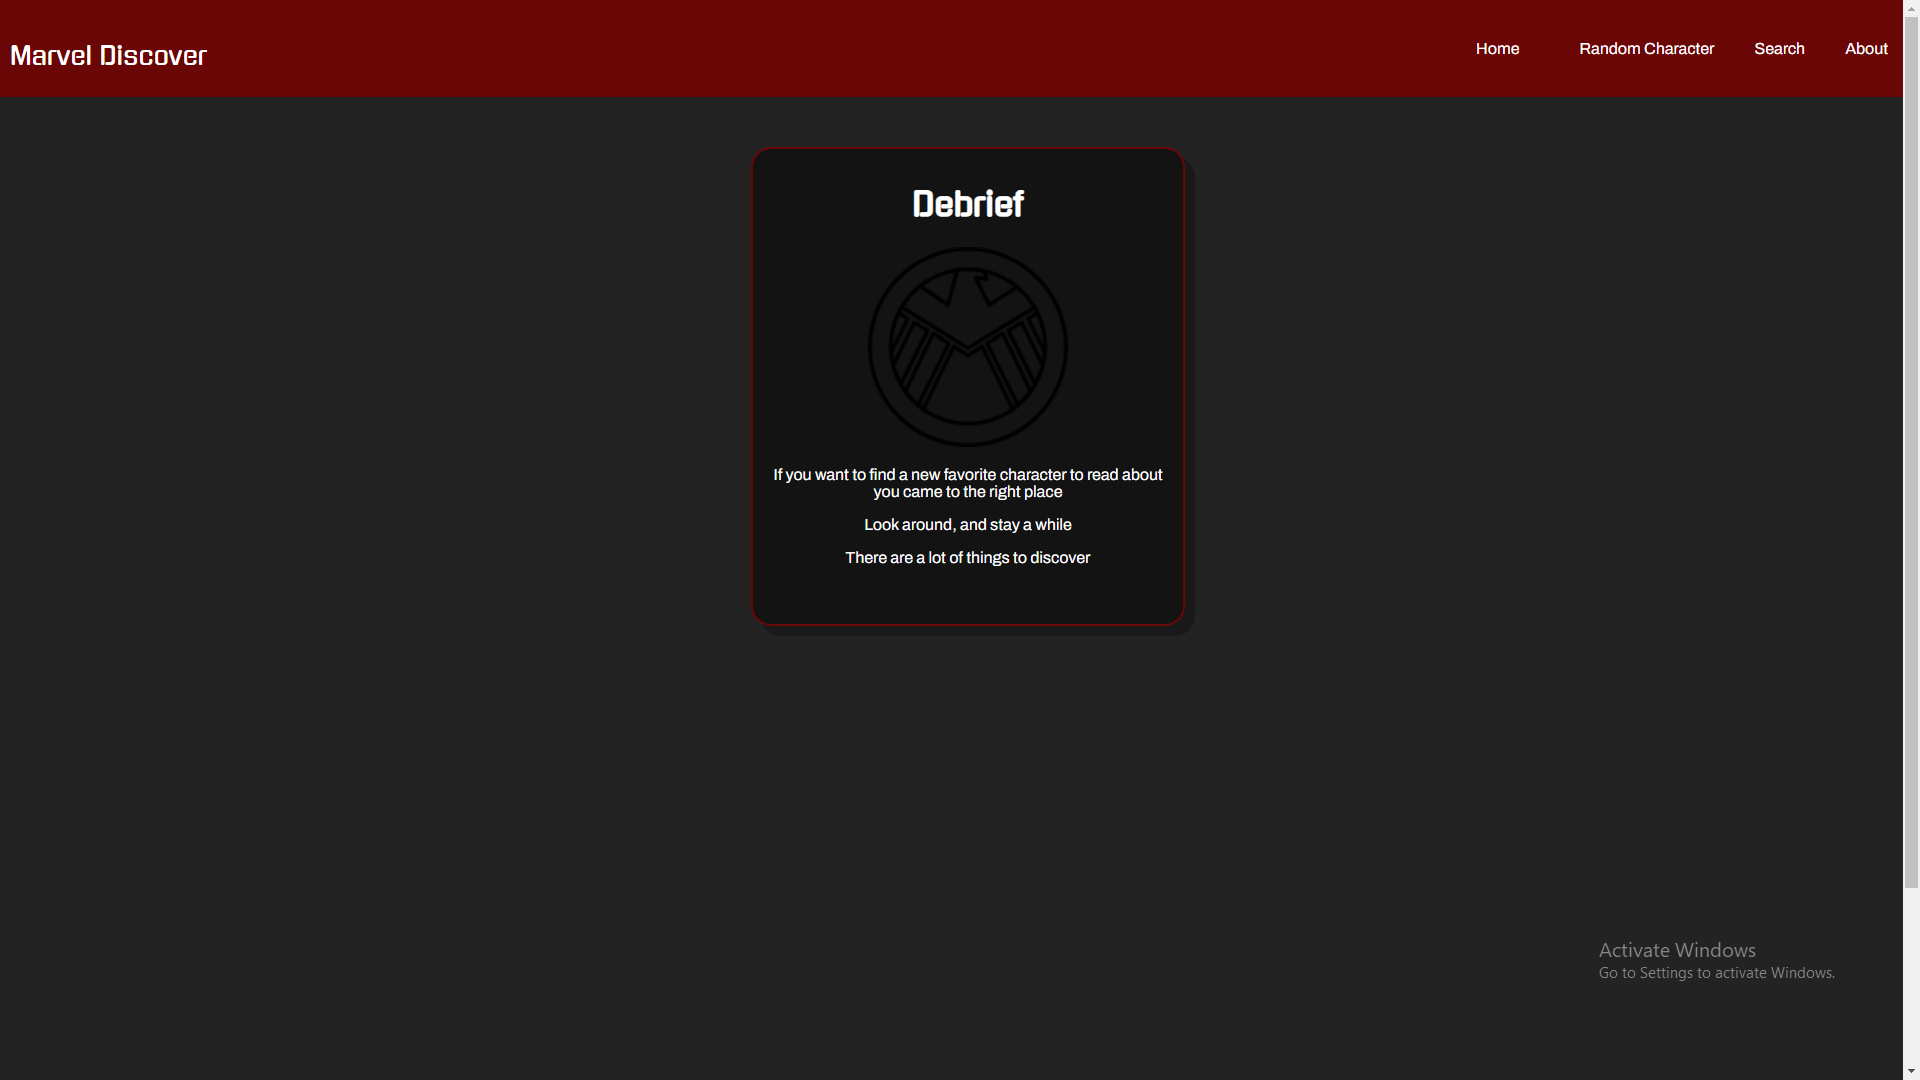 Marvel Discover
Home Random Character Search About
Debrief
If you want to find a new favorite character to read about
you came to the right place
Look around, and stay a while
There are a lot of things to discover
Activate Windows
Go to Settings to activate Windows.